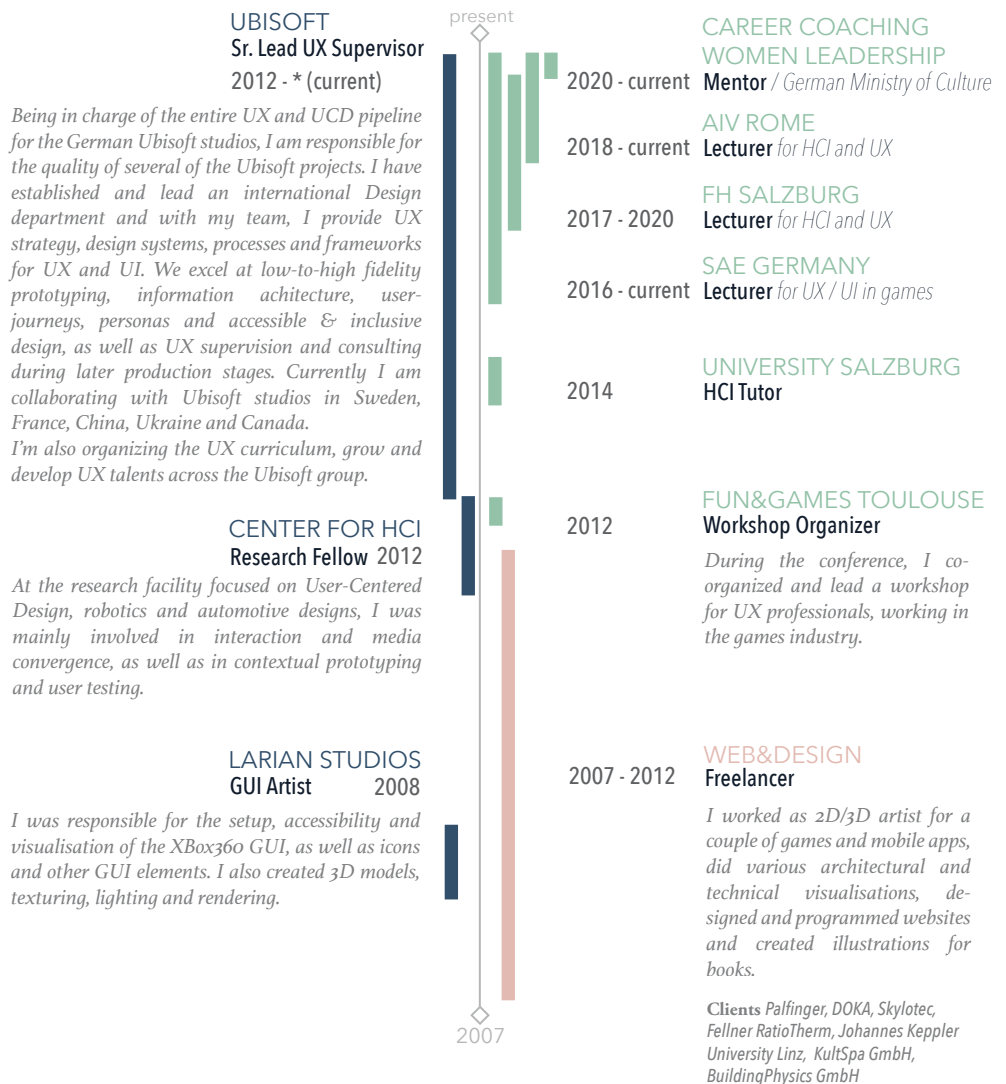 present
UBISOFT
Sr. Lead UX Supervisor
2012 - * (current)
Being in charge of the entire UX and UCD pipeline
for the German Ubisoft studios, I am responsible for
the quality of several of the Ubisoft projects. I have
established and lead an international Design
department and with my team, I provide UX
strategy, design systems, processes and frameworks
for UX and UI. We excel at low-to-high fidelity
prototyping, information achitecture, user-
journeys, personas and accessible & inclusive
design, as well as UX supervision and consulting
during later production stages. Currently I am
collaborating with Ubisoft studios in Sweden,
France, China, Ukraine and Canada.
I'm also organizing the UX curriculum, grow and
develop UX talents across the Ubisoft group.
CENTER FOR HCI
Research Fellow 2012
At the research facility focused on User-Centered
Design, robotics and automotive designs, I was
mainly involved in interaction and media
convergence, as well as in contextual prototyping
and user testing.
LARIAN STUDIOS
GUI Artist 2008
I was responsible for the setup, accessibility and
visualisation of the XBox360 GUI, as well as icons
and other GUI elements. I also created 3D models,
texturing, lighting and rendering.
CAREER COACHING
WOMEN LEADERSHIP
2020 - current Mentor / German Ministry of Culture
AIV ROME
2018 - current Lecturer for HCI and UX
FH SALZBURG
2017 - 2020 Lecturer for HCI and UX
SAE GERMANY
2016 - current Lecturer for UX / UI in games
UNIVERSITY SALZBURG
2014 HCI Tutor
FUN&GAMES TOULOUSE
2012 Workshop Organizer
During the conference, I co-
organized and lead a workshop
for UX professionals, working in
the games industry.
WEB&DESIGN
2007 - 2012 Freelancer
I worked as 2D/3D artist for a
couple of games and mobile apps,
did various architectural and
technical visualisations, de-
signed and programmed websites
and created illustrations for
books.
Clients Palfinger, DOKA, Skylotec,
Fellner RatioTherm, Johannes Keppler
University Linz, KultSpa GmbH,
BuildingPhysics GmbH
2007